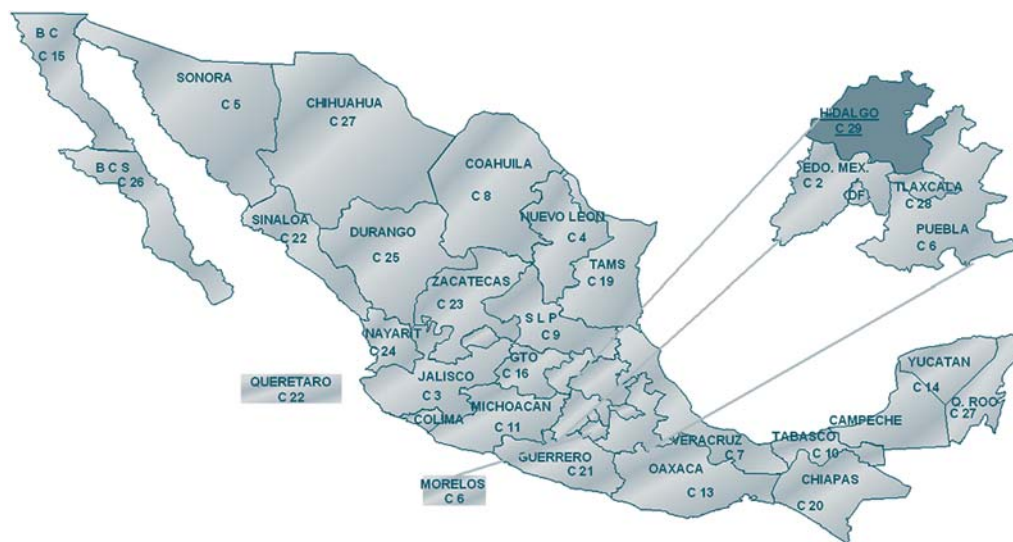 B C
C 15
SONORA
C 5
CHIHUAHUA
C 27
COAHUILA
C 8
B C S
C 26
SINALOA
C 22
DURANGO
C 25
NUEVO LEON
C 4
TAMS
C 19
ZACATECAS
C 23
S L P
C 9
NAYARIT
C 24
GTO
C 16
JALISCO
C 3
QUERETARO
C 22
COLIMA
MICHOACAN
C 11
GUERRERO
C 21
MORELOS
C 6
OAXACA
C 13
VERACRUZ
C 7
TABASCO
C 10
CHIAPAS
C 20
CAMPECHE
YUCATAN
C 14
Q. ROO
C 27
HIDALGO
C 29
EDO. MEX.
C 2
DF
TLAXCALA
C 28
PUEBLA
C 6